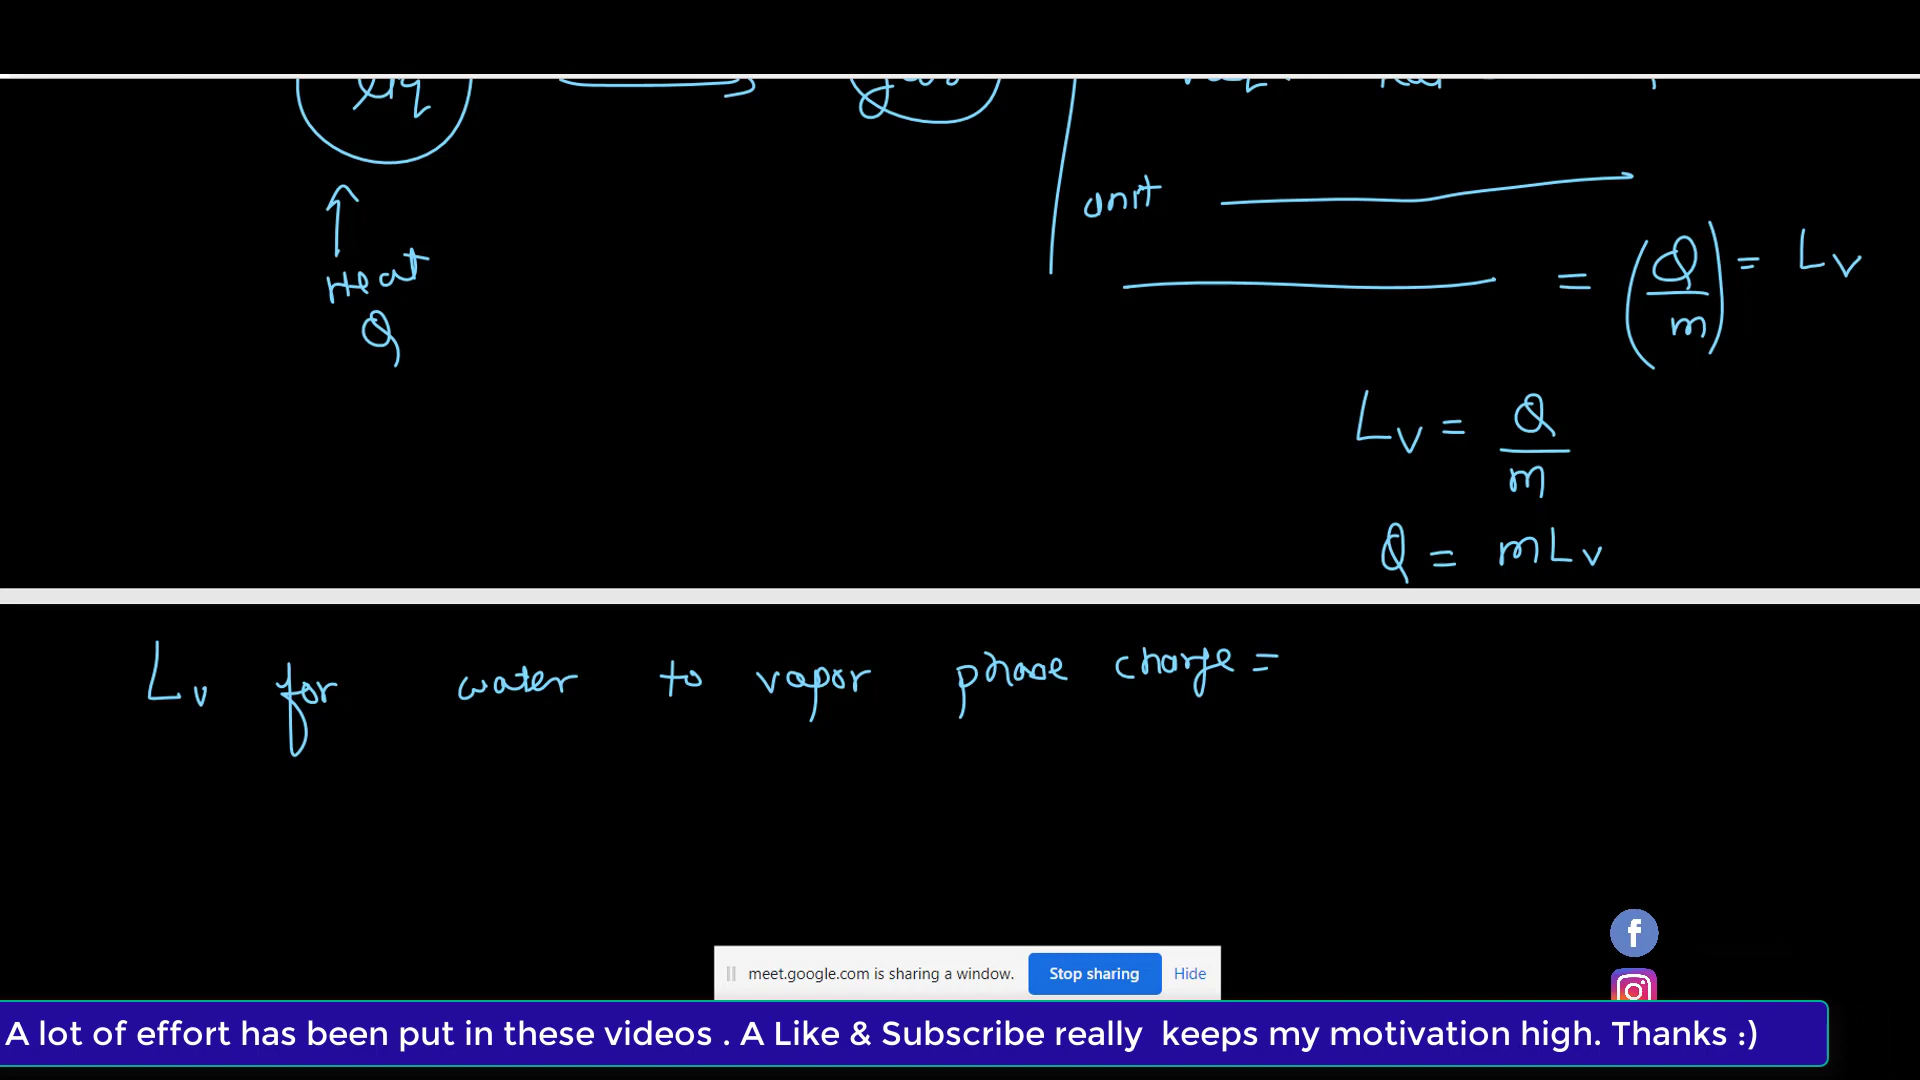 liq
unit
Heat
Q
= (Q/m) = Lv
Lv = Q/m
Q = mLv
Lv for water to vapor phase change =
meet.google.com is sharing a window. Stop sharing Hide
A lot of effort has been put in these videos . A Like & Subscribe really keeps my motivation high. Thanks :)